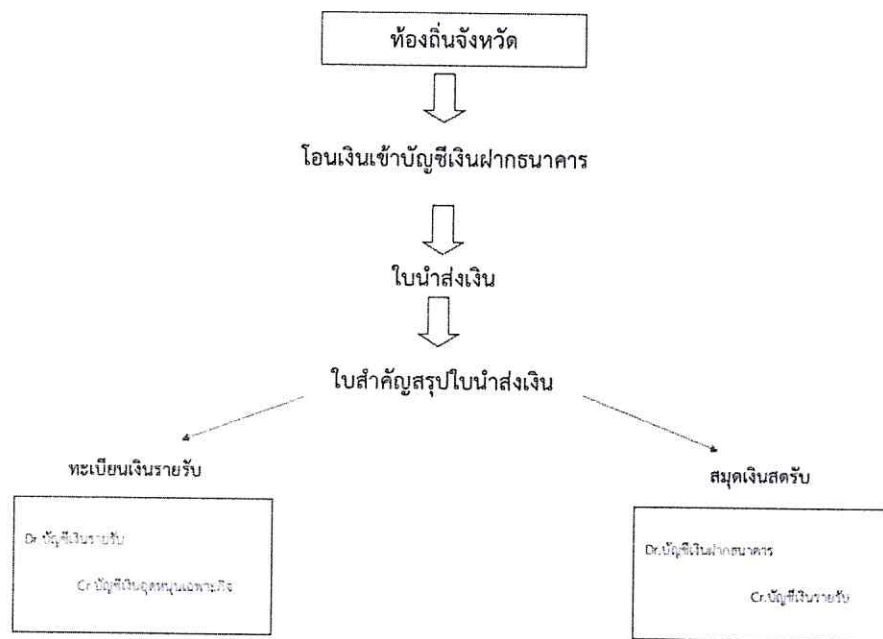 ท้องถิ่นจังหวัด
โอนเงินเข้าบัญชีเงินฝากธนาคาร
ใบนำส่งเงิน
ใบสำคัญสรุปใบนำส่งเงิน
ทะเบียนเงินรายรับ
สมุดเงินสดรับ
Dr บัญชีเงินรายรับ
Cr บัญชีเงินอุดหนุนเฉพาะกิจ
Dr.บัญชีเงินฝากธนาคาร
Cr.บัญชีเงินรายรับ